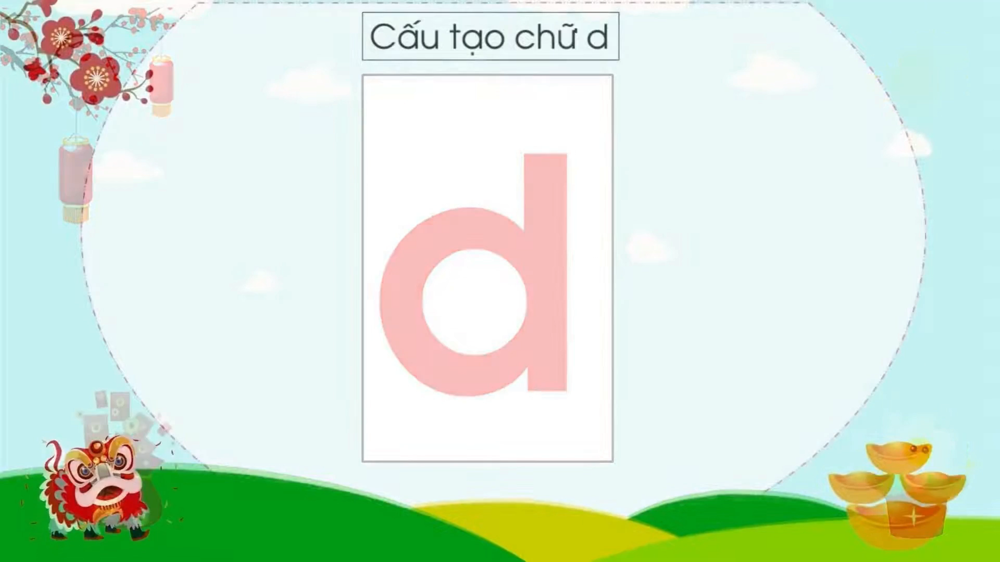 Cấu tạo chữ d
d